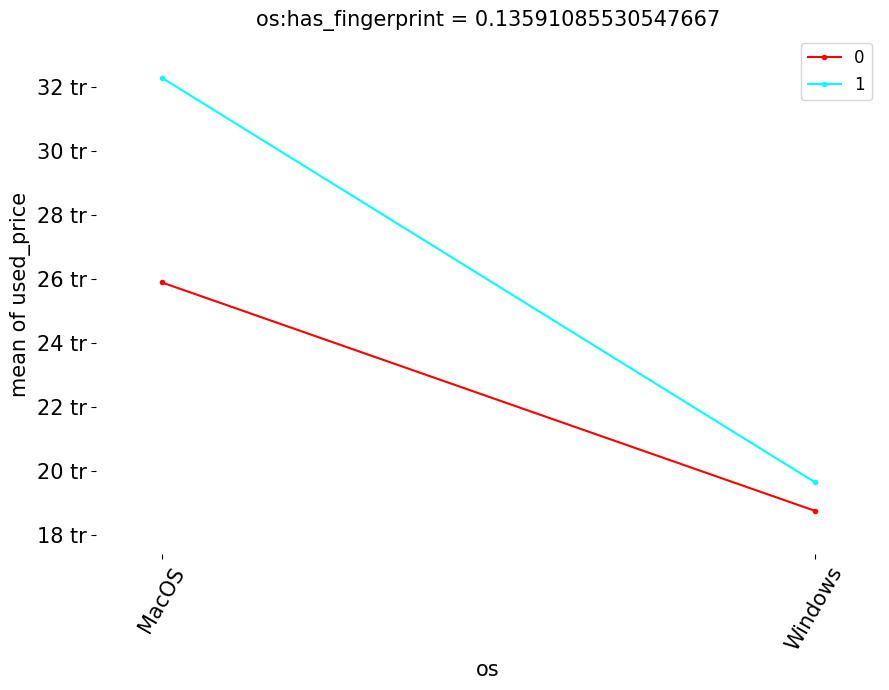 os:has_fingerprint = 0.13591085530547667
0
1
32 tr
30 tr
28 tr
26 tr
24 tr
22 tr
20 tr
18 tr
mean of used_price
MacOS
Windows
os